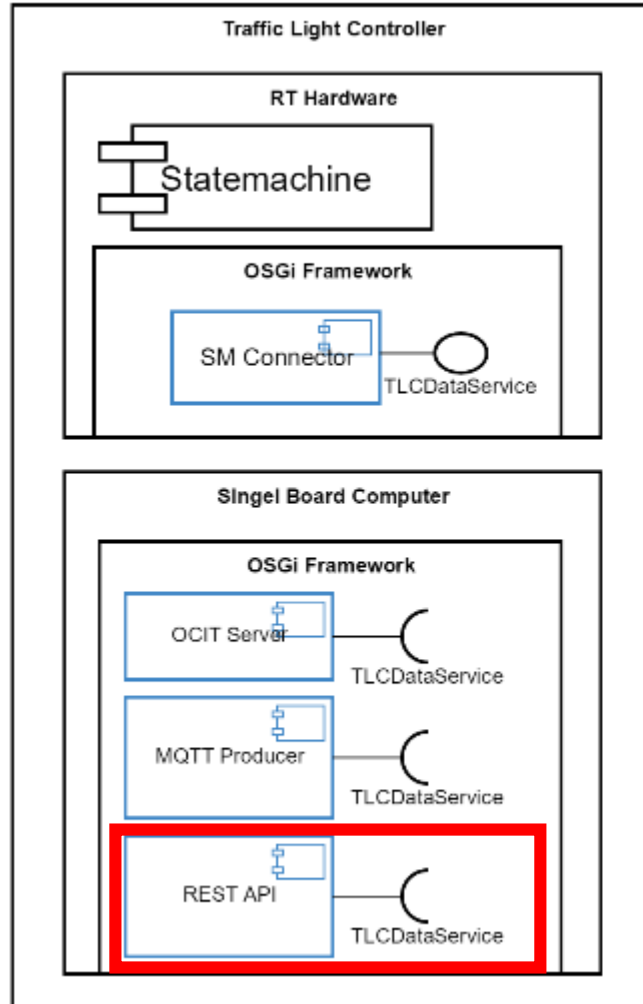 Traffic Light Controller
RT Hardware
Statemachine
OSGi Framework
SM Connector
TLCDataService
SIngel Board Computer
OSGi Framework
OCIT Server
TLCDataService
MQTT Producer
TLCDataService
REST API
TLCDataService